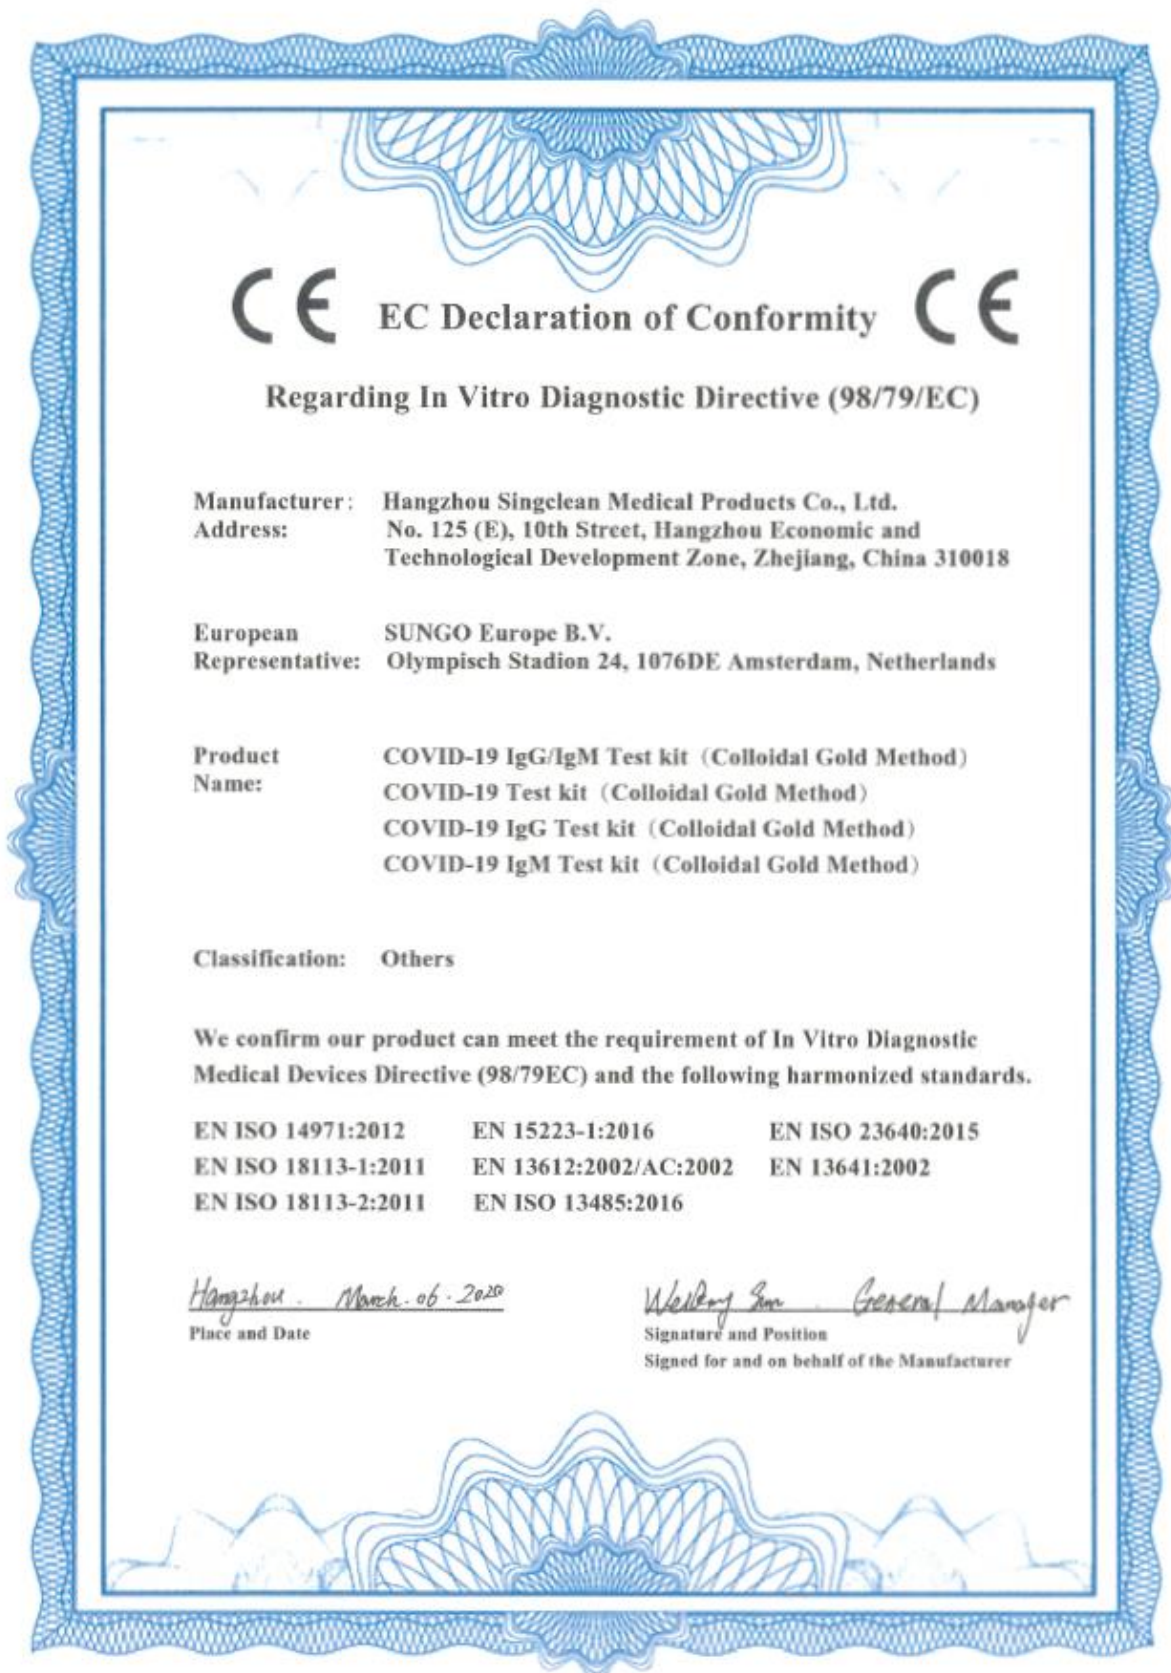 CE EC Declaration of Conformity CE
Regarding In Vitro Diagnostic Directive (98/79/EC)
Manufacturer: Hangzhou Singclean Medical Products Co., Ltd.
Address: No. 125 (E), 10th Street, Hangzhou Economic and
Technological Development Zone, Zhejiang, China 310018
European SUNGO Europe B.V.
Representative: Olympisch Stadion 24, 1076DE Amsterdam, Netherlands
Product COVID-19 IgG/IgM Test kit（Colloidal Gold Method）
Name: COVID-19 Test kit（Colloidal Gold Method）
COVID-19 IgG Test kit（Colloidal Gold Method）
COVID-19 IgM Test kit（Colloidal Gold Method）
Classification: Others
We confirm our product can meet the requirement of In Vitro Diagnostic
Medical Devices Directive (98/79EC) and the following harmonized standards.
EN ISO 14971:2012 EN 15223-1:2016 EN ISO 23640:2015
EN ISO 18113-1:2011 EN 13612:2002/AC:2002 EN 13641:2002
EN ISO 18113-2:2011 EN ISO 13485:2016
Hangzhou. March. 06. 2020 Sun. General Manager
Place and Date Signature and Position
Signed for and on behalf of the Manufacturer